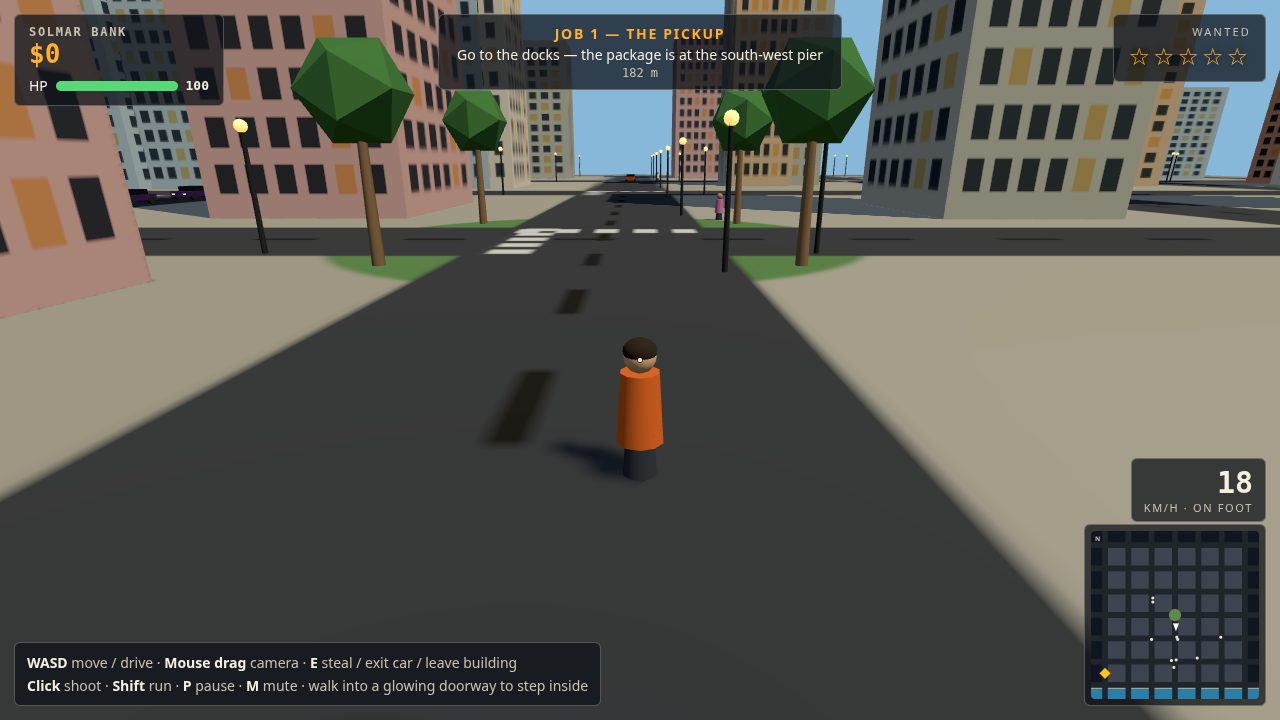 SOLMAR BANK
$0
HP 100
JOB 1 — THE PICKUP
Go to the docks — the package is at the south-west pier
182 m
WANTED
☆☆☆☆☆
18
KM/H · ON FOOT
N
WASD move / drive · Mouse drag camera · E steal / exit car / leave building
Click shoot · Shift run · P pause · M mute · walk into a glowing doorway to step inside